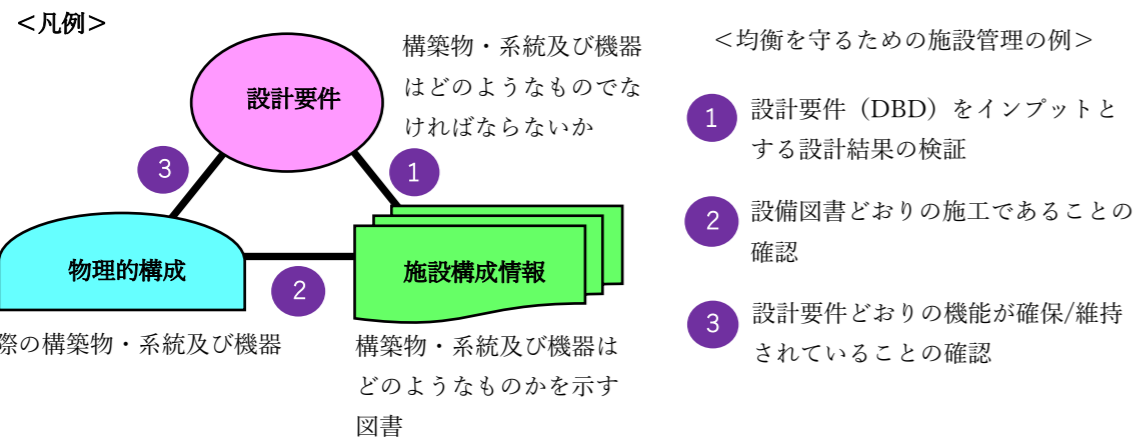 ＜凡例＞
設計要件
構築物・系統及び機器
はどのようなものでな
ければならないか
3
1
物理的構成
2
施設構成情報
際の構築物・系統及び機器
構築物・系統及び機器は
どのようなものかを示す
図書
＜均衡を守るための施設管理の例＞
1 設計要件（DBD）をインプットと
する設計結果の検証
2 設備図書どおりの施工であることの
確認
3 設計要件どおりの機能が確保/維持
されていることの確認